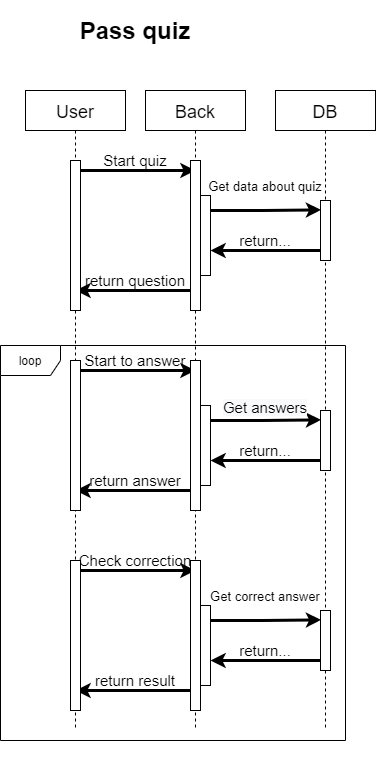 Pass quiz
User
Back
DB
Start quiz
Get data about quiz
return...
return question
loop
Start to answer
Get answers
return...
return answer
Check correction
Get correct answer
return...
return result